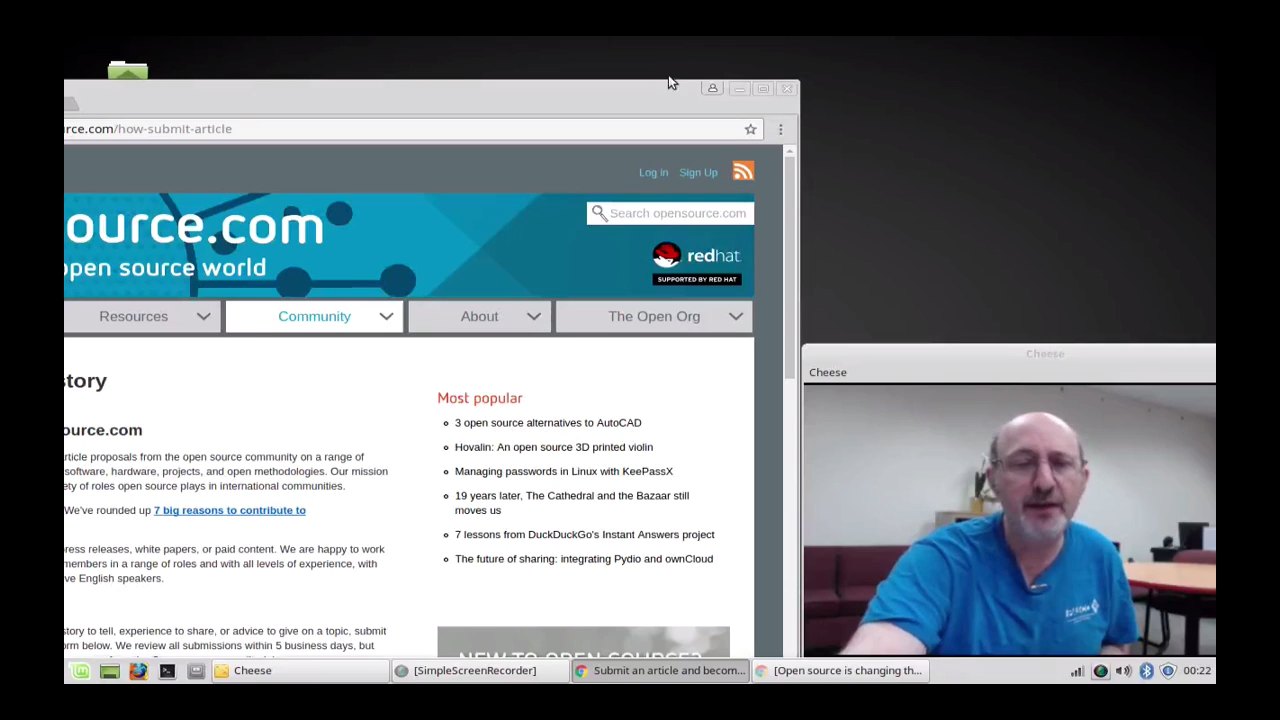 urce.com/how-submit-article
Log in Sign Up
ource.com
open source world
Search opensource.com
redhat.
SUPPORTED BY RED HAT
Resources Community About The Open Org
story
ource.com
article proposals from the open source community on a range of
software, hardware, projects, and open methodologies. Our mission
ety of roles open source plays in international communities.
We've rounded up 7 big reasons to contribute to
press releases, white papers, or paid content. We are happy to work
members in a range of roles and with all levels of experience, with
ve English speakers.
story to tell, experience to share, or advice to give on a topic, submit
orm below. We review all submissions within 5 business days, but
Most popular
3 open source alternatives to AutoCAD
Hovalin: An open source 3D printed violin
Managing passwords in Linux with KeePassX
19 years later, The Cathedral and the Bazaar still
moves us
7 lessons from DuckDuckGo's Instant Answers project
The future of sharing: integrating Pydio and ownCloud
NEW TO OPEN SOURCE?
Cheese
Cheese
Cheese
[SimpleScreenRecorder]
Submit an article and becom...
[Open source is changing th...
00:22